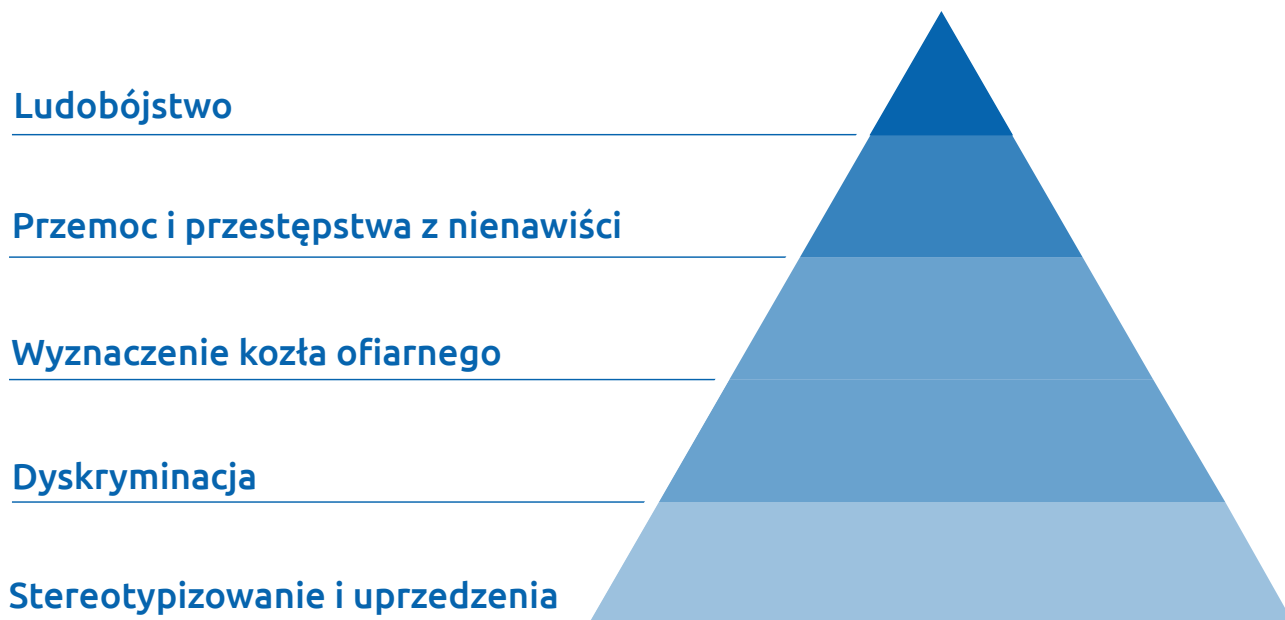 Ludobójstwo
Przemoc i przestępstwa z nienawiści
Wyznaczenie kozła ofiarnego
Dyskryminacja
Stereotypizowanie i uprzedzenia